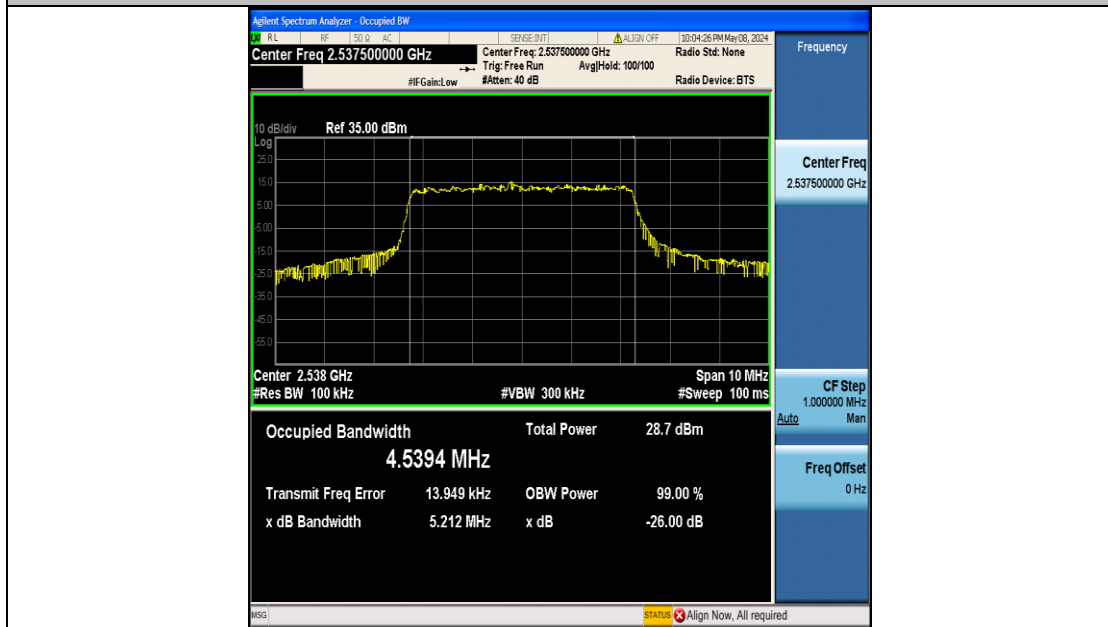 Agilent Spectrum Analyzer - Occupied BW
LXI RL RF 50 Ω AC SENSE:INT ALIGN OFF 10:04:26 PM May 08, 2024
Center Freq 2.537500000 GHz Center Freq: 2.537500000 GHz Radio Std: None
Trig: Free Run Avg|Hold: 100/100
#IFGain:Low #Atten: 40 dB Radio Device: BTS
10 dB/div Ref 35.00 dBm
Log
25.0
15.0
5.00
-5.00
-15.0
-25.0
-35.0
-45.0
-55.0
Center 2.538 GHz Span 10 MHz
#Res BW 100 kHz #VBW 300 kHz #Sweep 100 ms
Occupied Bandwidth Total Power 28.7 dBm
4.5394 MHz
Transmit Freq Error 13.949 kHz OBW Power 99.00 %
x dB Bandwidth 5.212 MHz x dB -26.00 dB
Frequency
Center Freq
2.537500000 GHz
CF Step
1.000000 MHz
Auto Man
Freq Offset
0 Hz
MSG STATUS Align Now, All required